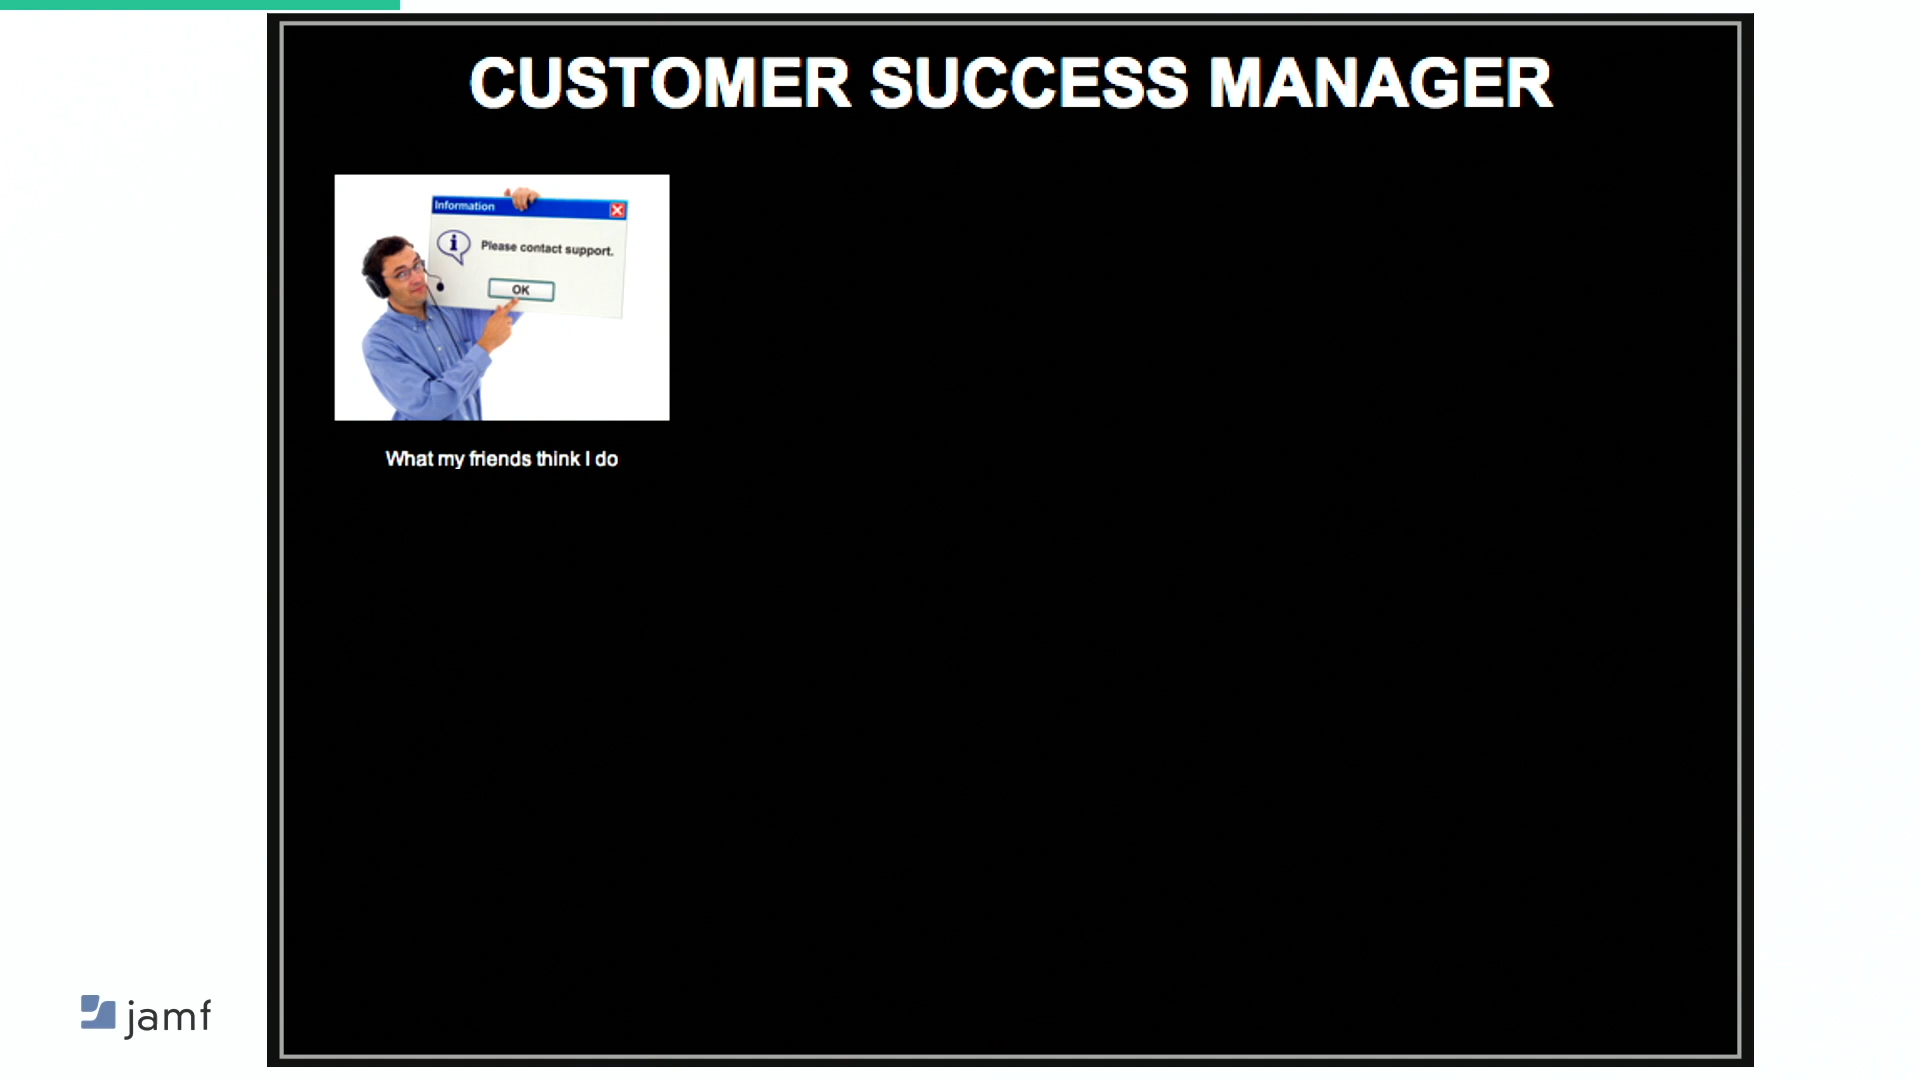 CUSTOMER SUCCESS MANAGER
Information
Please contact support.
OK
What my friends think I do
jamf